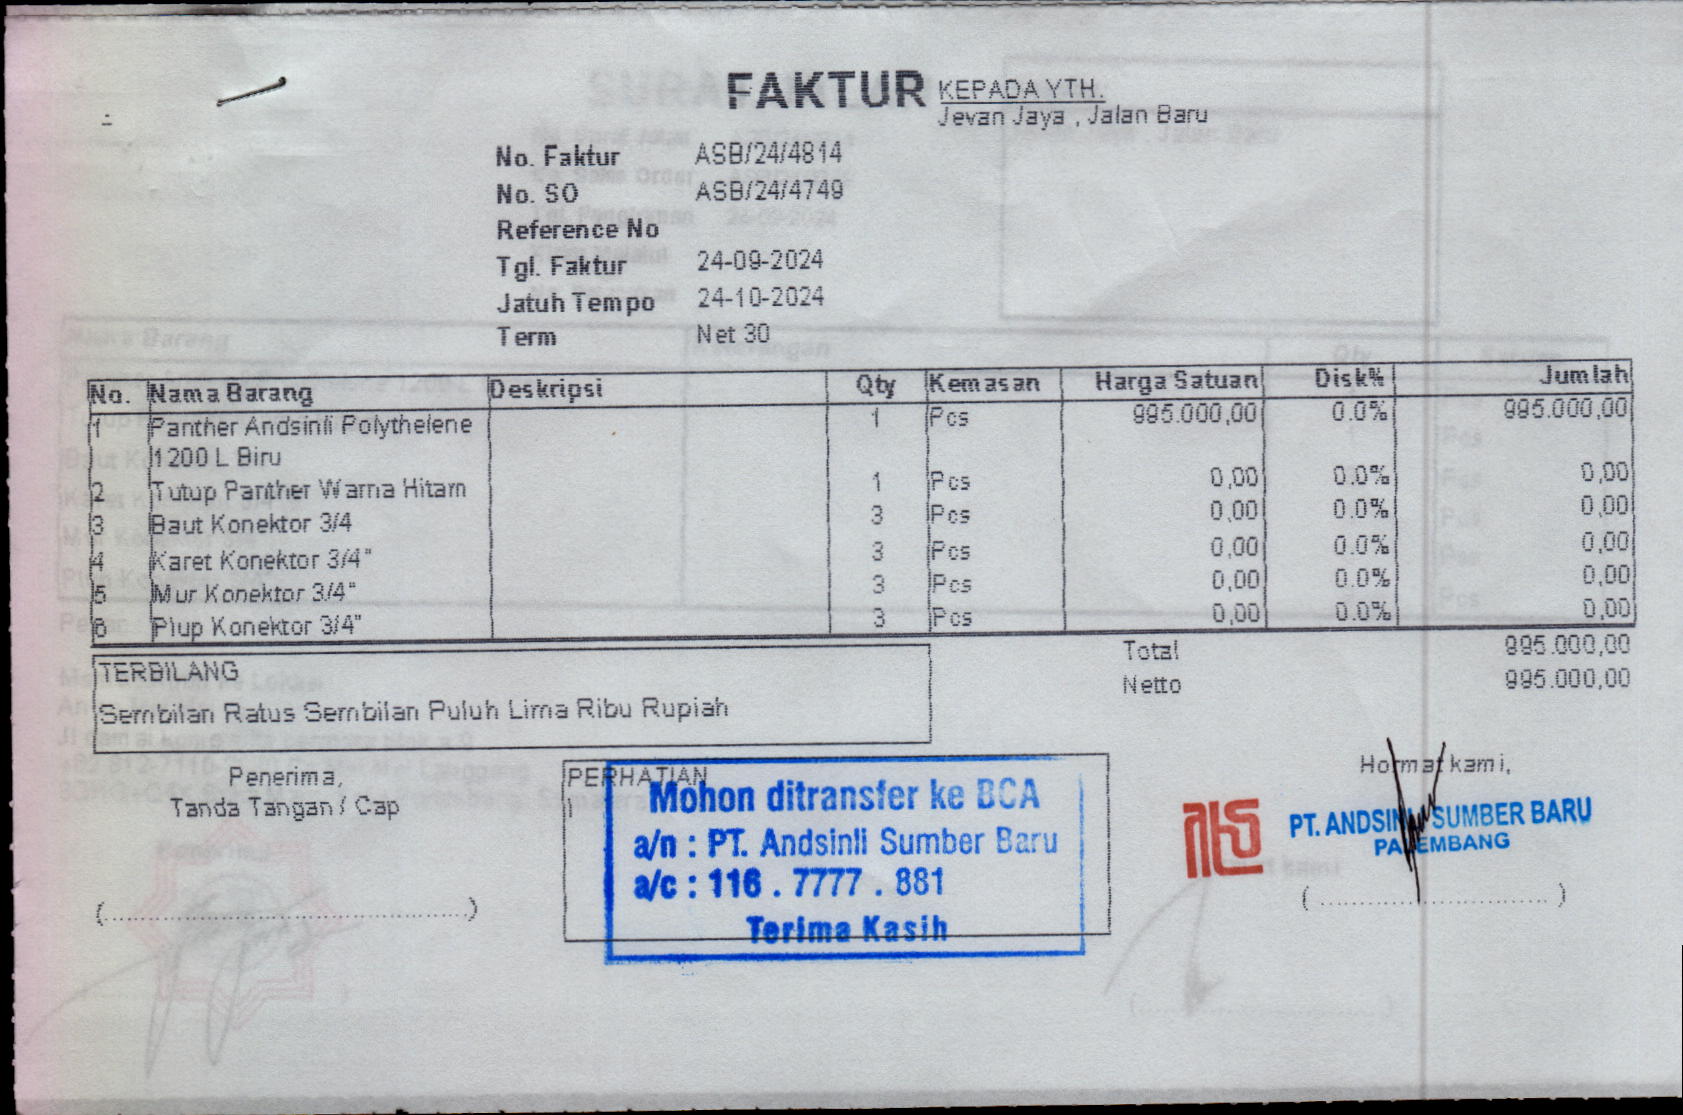 FAKTUR
KEPADA YTH.
Jevan Jaya , Jalan Baru
No. Faktur ASB/24/4814
No. SO ASB/24/4749
Reference No
Tgl. Faktur 24-09-2024
Jatuh Tempo 24-10-2024
Term Net 30
No. Nama Barang Deskripsi Qty Kemasan Harga Satuan Disk% Jumlah
1 Panther Andsinli Polythelene 1 Pcs 995.000,00 0.0% 995.000,00
1200 L Biru
2 Tutup Panther Warna Hitam 1 Pcs 0,00 0.0% 0,00
3 Baut Konektor 3/4 3 Pcs 0,00 0.0% 0,00
4 Karet Konektor 3/4" 3 Pcs 0,00 0.0% 0,00
5 Mur Konektor 3/4" 3 Pcs 0,00 0.0% 0,00
6 Plup Konektor 3/4" 3 Pcs 0,00 0.0% 0,00
Total 995.000,00
Netto 995.000,00
TERBILANG
Sembilan Ratus Sembilan Puluh Lima Ribu Rupiah
Penerima,
Tanda Tangan / Cap
(........................................)
PERHATIAN
Mohon ditransfer ke BCA
a/n : PT. Andsinli Sumber Baru
a/c : 116 . 7777 . 881
Terima Kasih
Hormat kami,
PT. ANDSINLI SUMBER BARU
PALEMBANG
( .............................. )